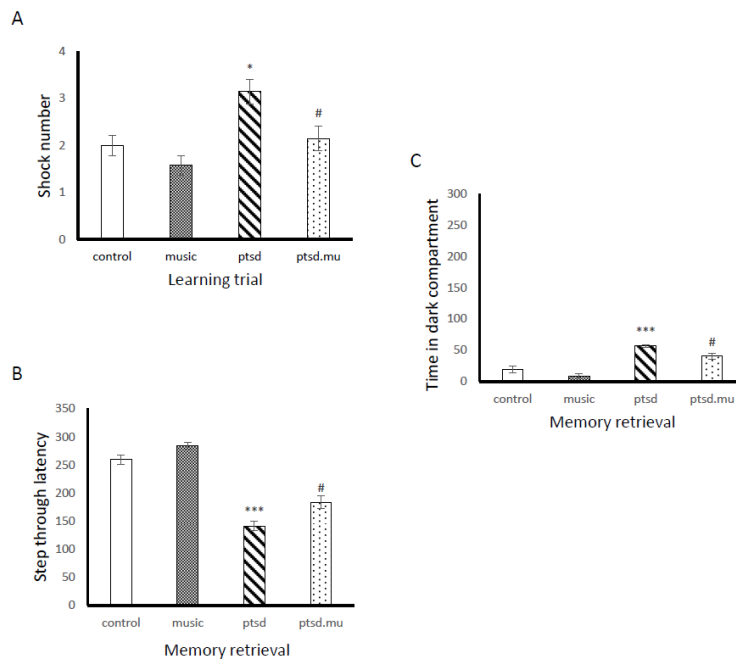 A
4
3
2
1
0
Shock number
*
#
control music ptsd ptsd.mu
Learning trial
B
350
300
250
200
150
100
50
0
Step through latency
***
#
control music ptsd ptsd.mu
Memory retrieval
C
300
250
200
150
100
50
0
Time in dark compartment
***
#
control music ptsd ptsd.mu
Memory retrieval